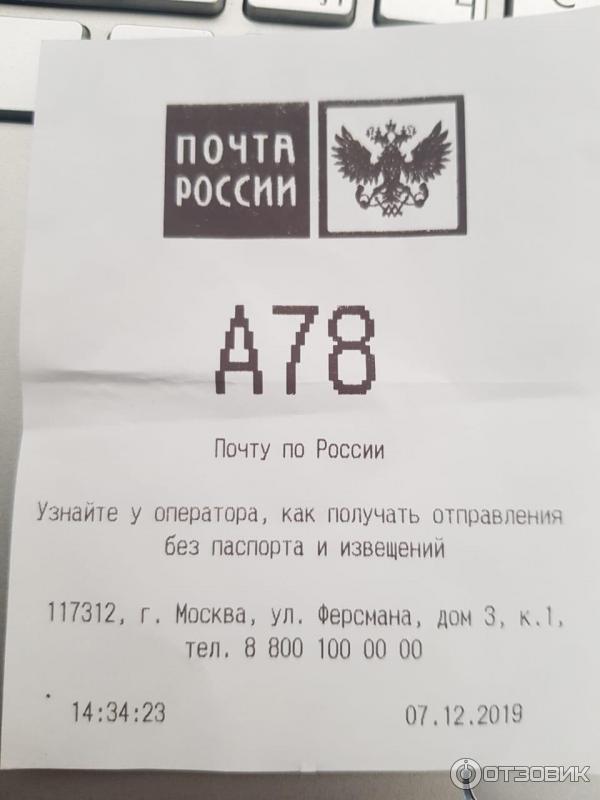 ПОЧТА
РОССИИ
Д78
Почту по России
Узнайте у оператора, как получать отправления
без паспорта и извещений
117312, г. Москва, ул. Ферсмана, дом 3, к.1,
тел. 8 800 100 00 00
14:34:23 07.12.2019
ОТЗОВИК